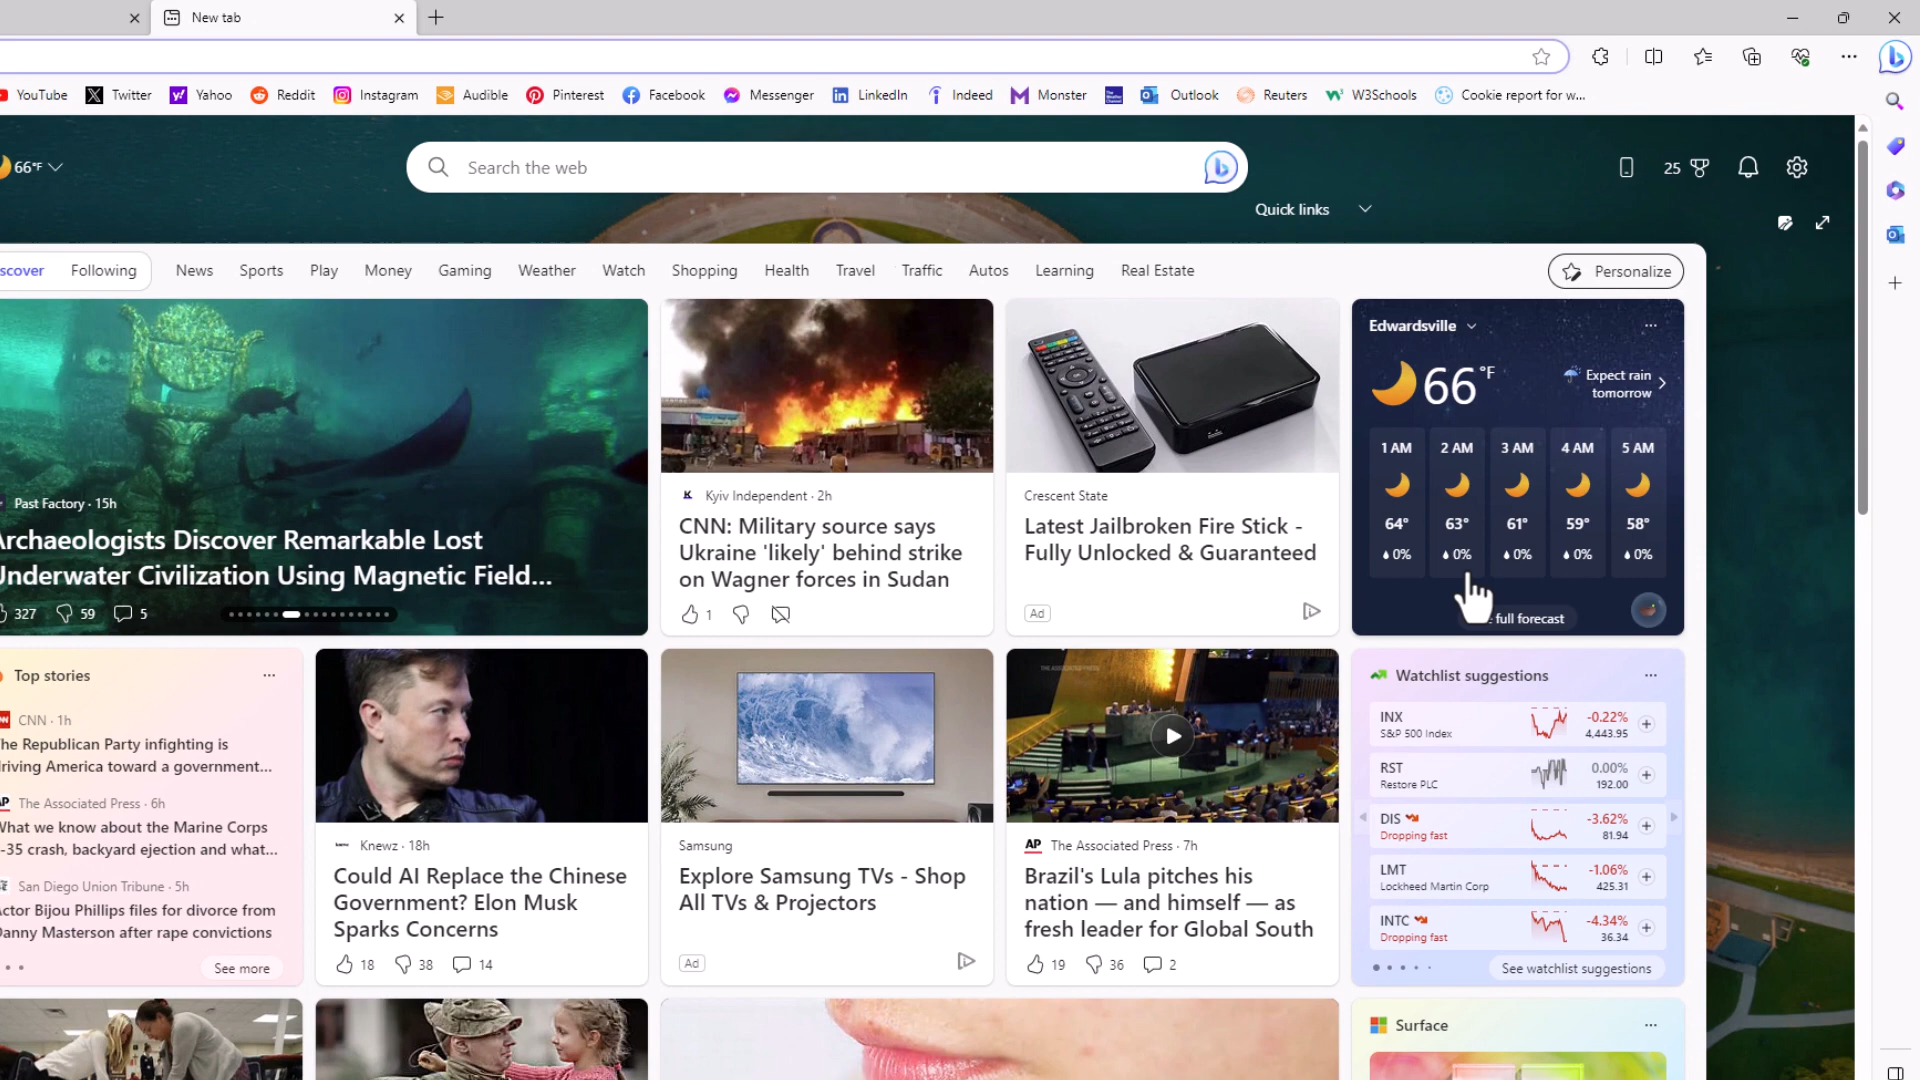 New tab
YouTube Twitter Yahoo Reddit Instagram Audible Pinterest Facebook Messenger LinkedIn Indeed Monster Outlook Reuters W3Schools Cookie report for w...
66°F
Search the web
25
Quick links
scover Following News Sports Play Money Gaming Weather Watch Shopping Health Travel Traffic Autos Learning Real Estate
Personalize
Past Factory · 15h
Archaeologists Discover Remarkable Lost
Underwater Civilization Using Magnetic Field...
327 59 5
Kyiv Independent · 2h
CNN: Military source says
Ukraine 'likely' behind strike
on Wagner forces in Sudan
1
Crescent State
Latest Jailbroken Fire Stick -
Fully Unlocked & Guaranteed
Ad
Edwardsville
66°F
Expect rain
tomorrow
1 AM 2 AM 3 AM 4 AM 5 AM
64° 63° 61° 59° 58°
0% 0% 0% 0% 0%
full forecast
Top stories
CNN · 1h
he Republican Party infighting is
riving America toward a government...
AP The Associated Press · 6h
What we know about the Marine Corps
-35 crash, backyard ejection and what...
San Diego Union Tribune · 5h
ctor Bijou Phillips files for divorce from
anny Masterson after rape convictions
See more
Knewz · 18h
Could AI Replace the Chinese
Government? Elon Musk
Sparks Concerns
18 38 14
Samsung
Explore Samsung TVs - Shop
All TVs & Projectors
Ad
THE ASSOCIATED PRESS
AP The Associated Press · 7h
Brazil's Lula pitches his
nation — and himself — as
fresh leader for Global South
19 36 2
Watchlist suggestions
INX -0.22%
S&P 500 Index 4,443.95
RST 0.00%
Restore PLC 192.00
DIS -3.62%
Dropping fast 81.94
LMT -1.06%
Lockheed Martin Corp 425.31
INTC -4.34%
Dropping fast 36.34
See watchlist suggestions
Surface